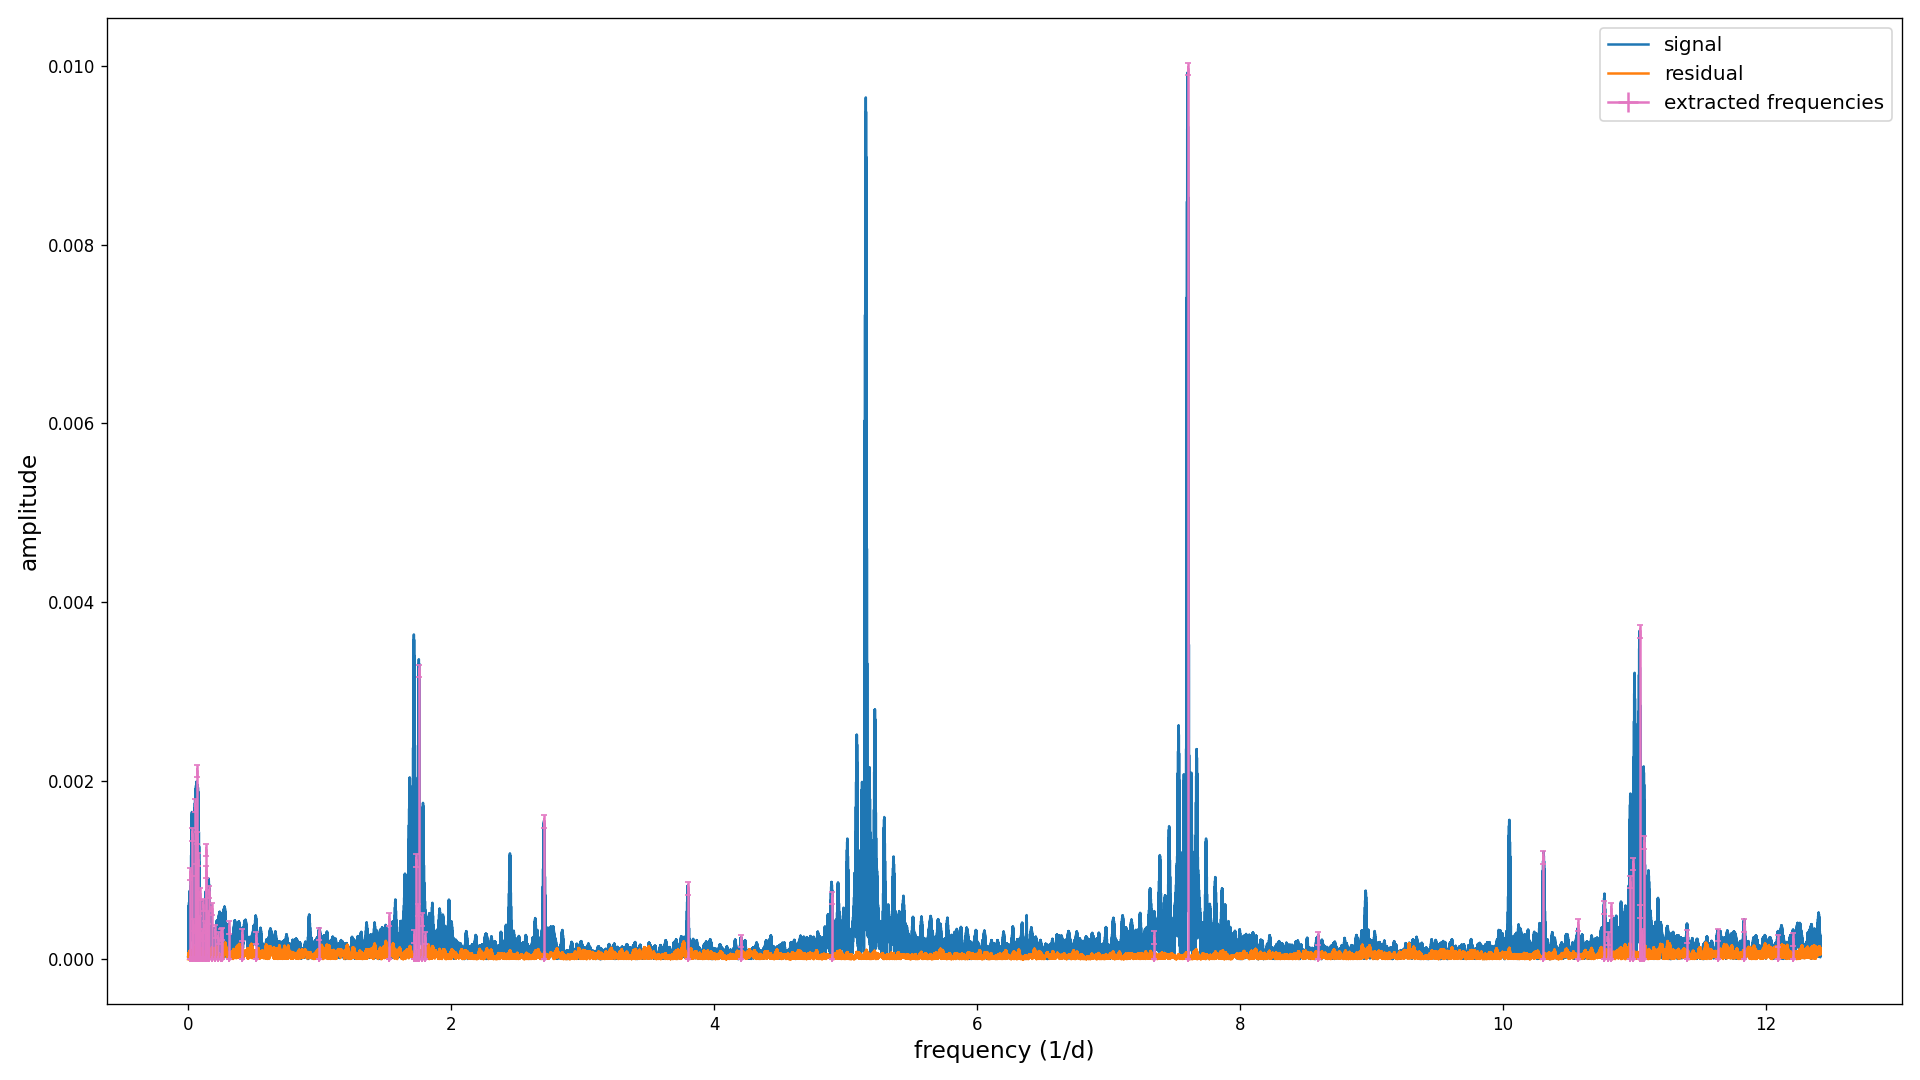 signal
residual
extracted frequencies
0.010
0.008
0.006
0.004
0.002
0.000
amplitude
0 2 4 6 8 10 12
frequency (1/d)